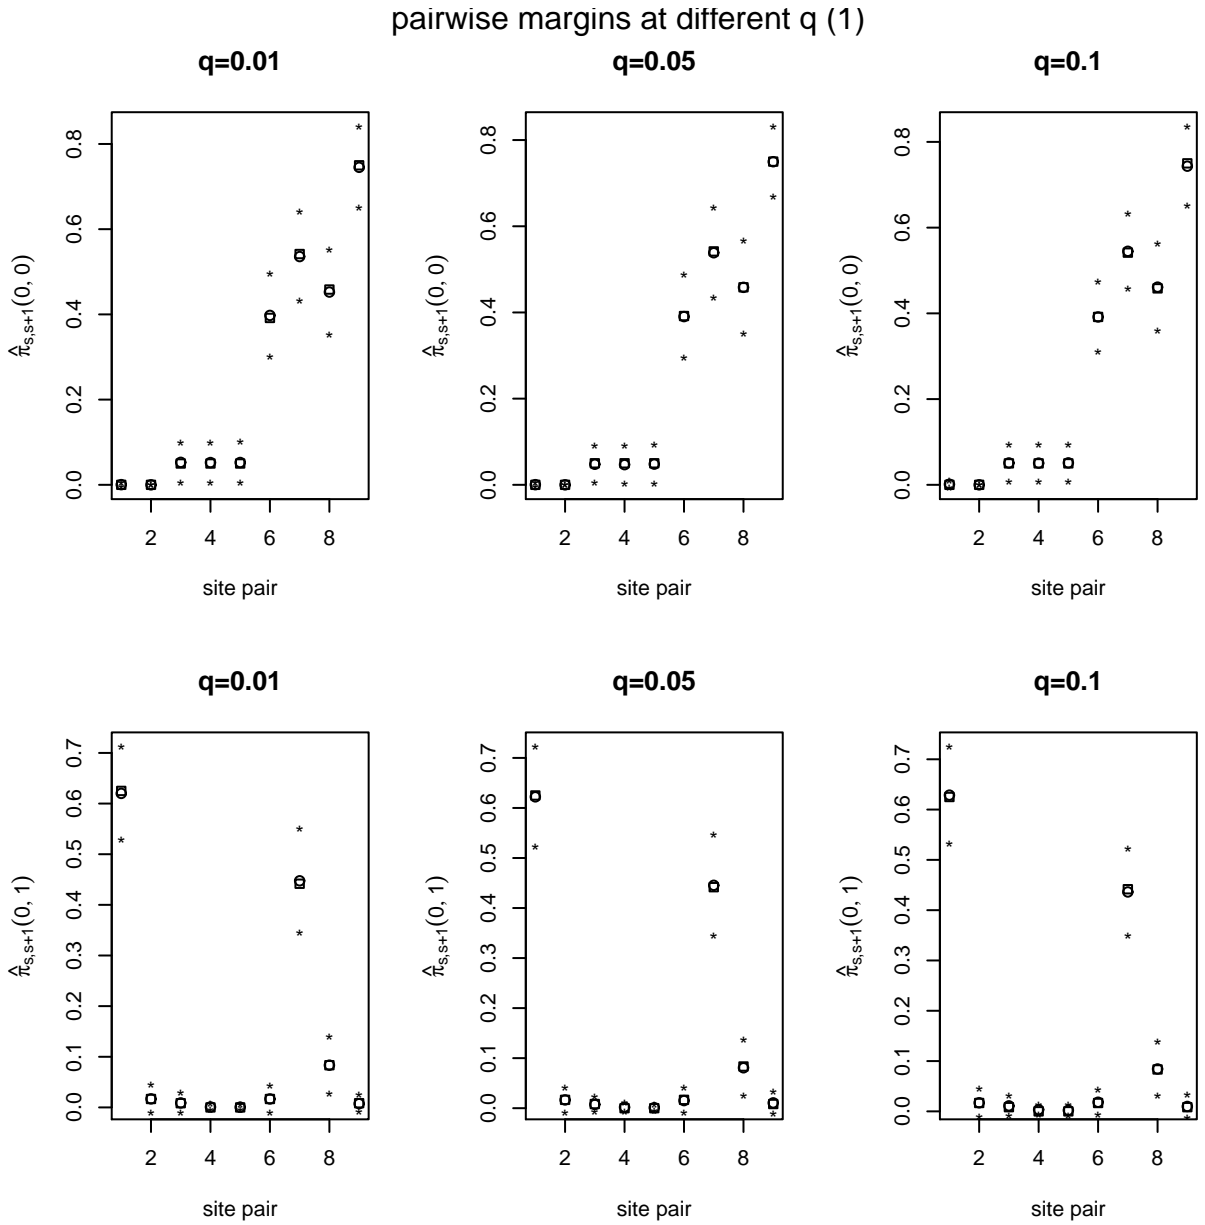 pairwise margins at different q (1)
q=0.01
q=0.05
q=0.1
π̂s,s+1(0, 0)
0.0 0.2 0.4 0.6 0.8
2 4 6 8
site pair
π̂s,s+1(0, 0)
0.0 0.2 0.4 0.6 0.8
2 4 6 8
site pair
π̂s,s+1(0, 0)
0.0 0.2 0.4 0.6 0.8
2 4 6 8
site pair
q=0.01
q=0.05
q=0.1
π̂s,s+1(0, 1)
0.0 0.1 0.2 0.3 0.4 0.5 0.6 0.7
2 4 6 8
site pair
π̂s,s+1(0, 1)
0.0 0.1 0.2 0.3 0.4 0.5 0.6 0.7
2 4 6 8
site pair
π̂s,s+1(0, 1)
0.0 0.1 0.2 0.3 0.4 0.5 0.6 0.7
2 4 6 8
site pair